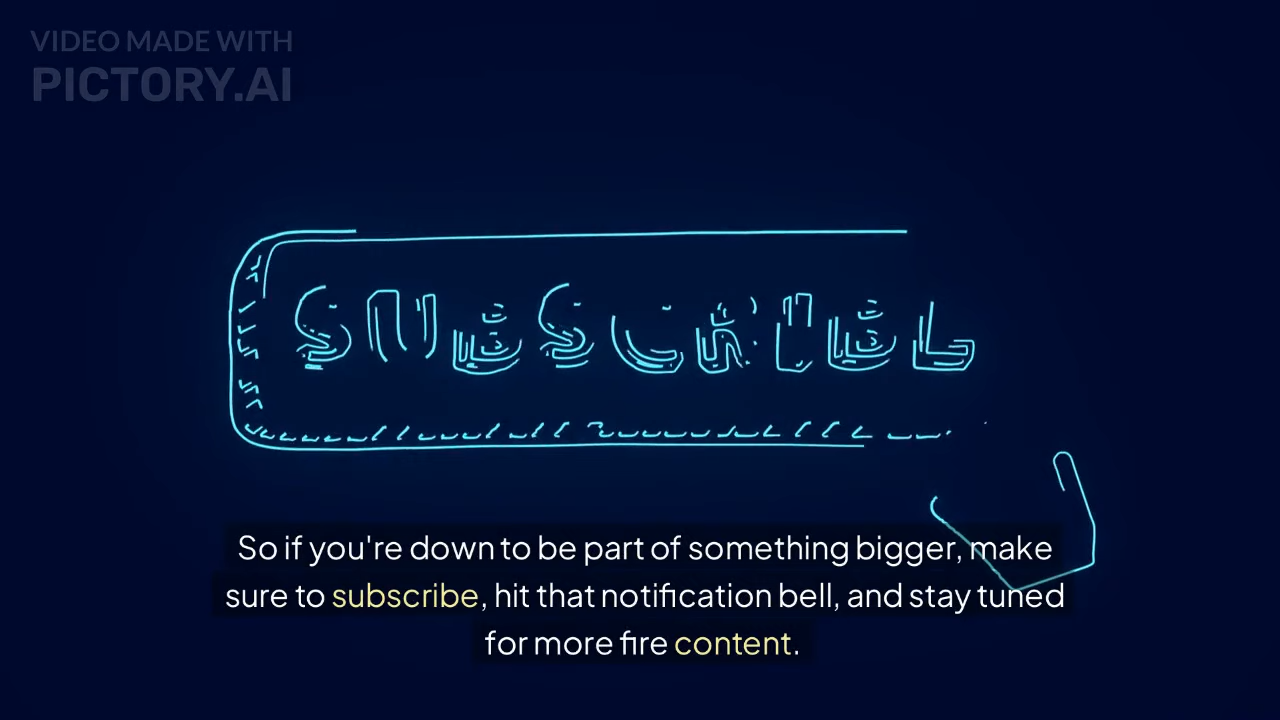 VIDEO MADE WITH
PICTORY.AI
So if you're down to be part of something bigger, make
sure to subscribe, hit that notification bell, and stay tuned
for more fire content.